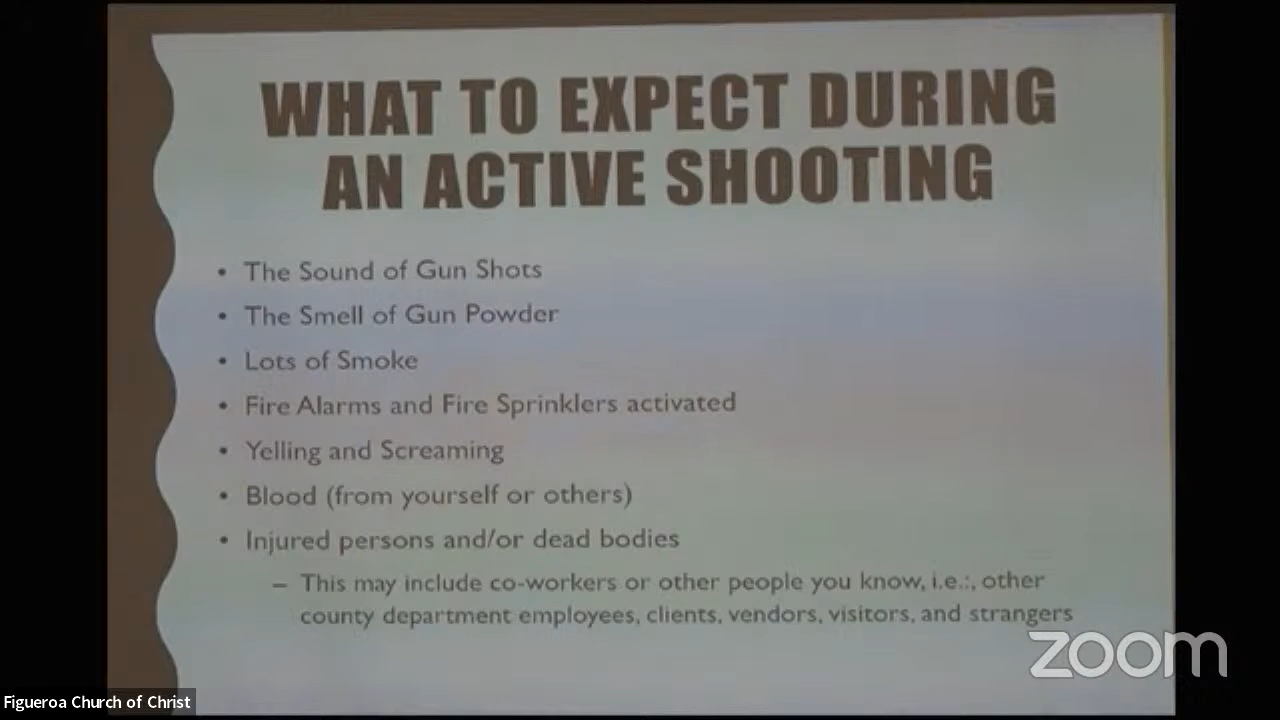 WHAT TO EXPECT DURING
AN ACTIVE SHOOTING
• The Sound of Gun Shots
• The Smell of Gun Powder
• Lots of Smoke
• Fire Alarms and Fire Sprinklers activated
• Yelling and Screaming
• Blood (from yourself or others)
• Injured persons and/or dead bodies
– This may include co-workers or other people you know, i.e.:, other
county department employees, clients, vendors, visitors, and strangers
zoom
Figueroa Church of Christ